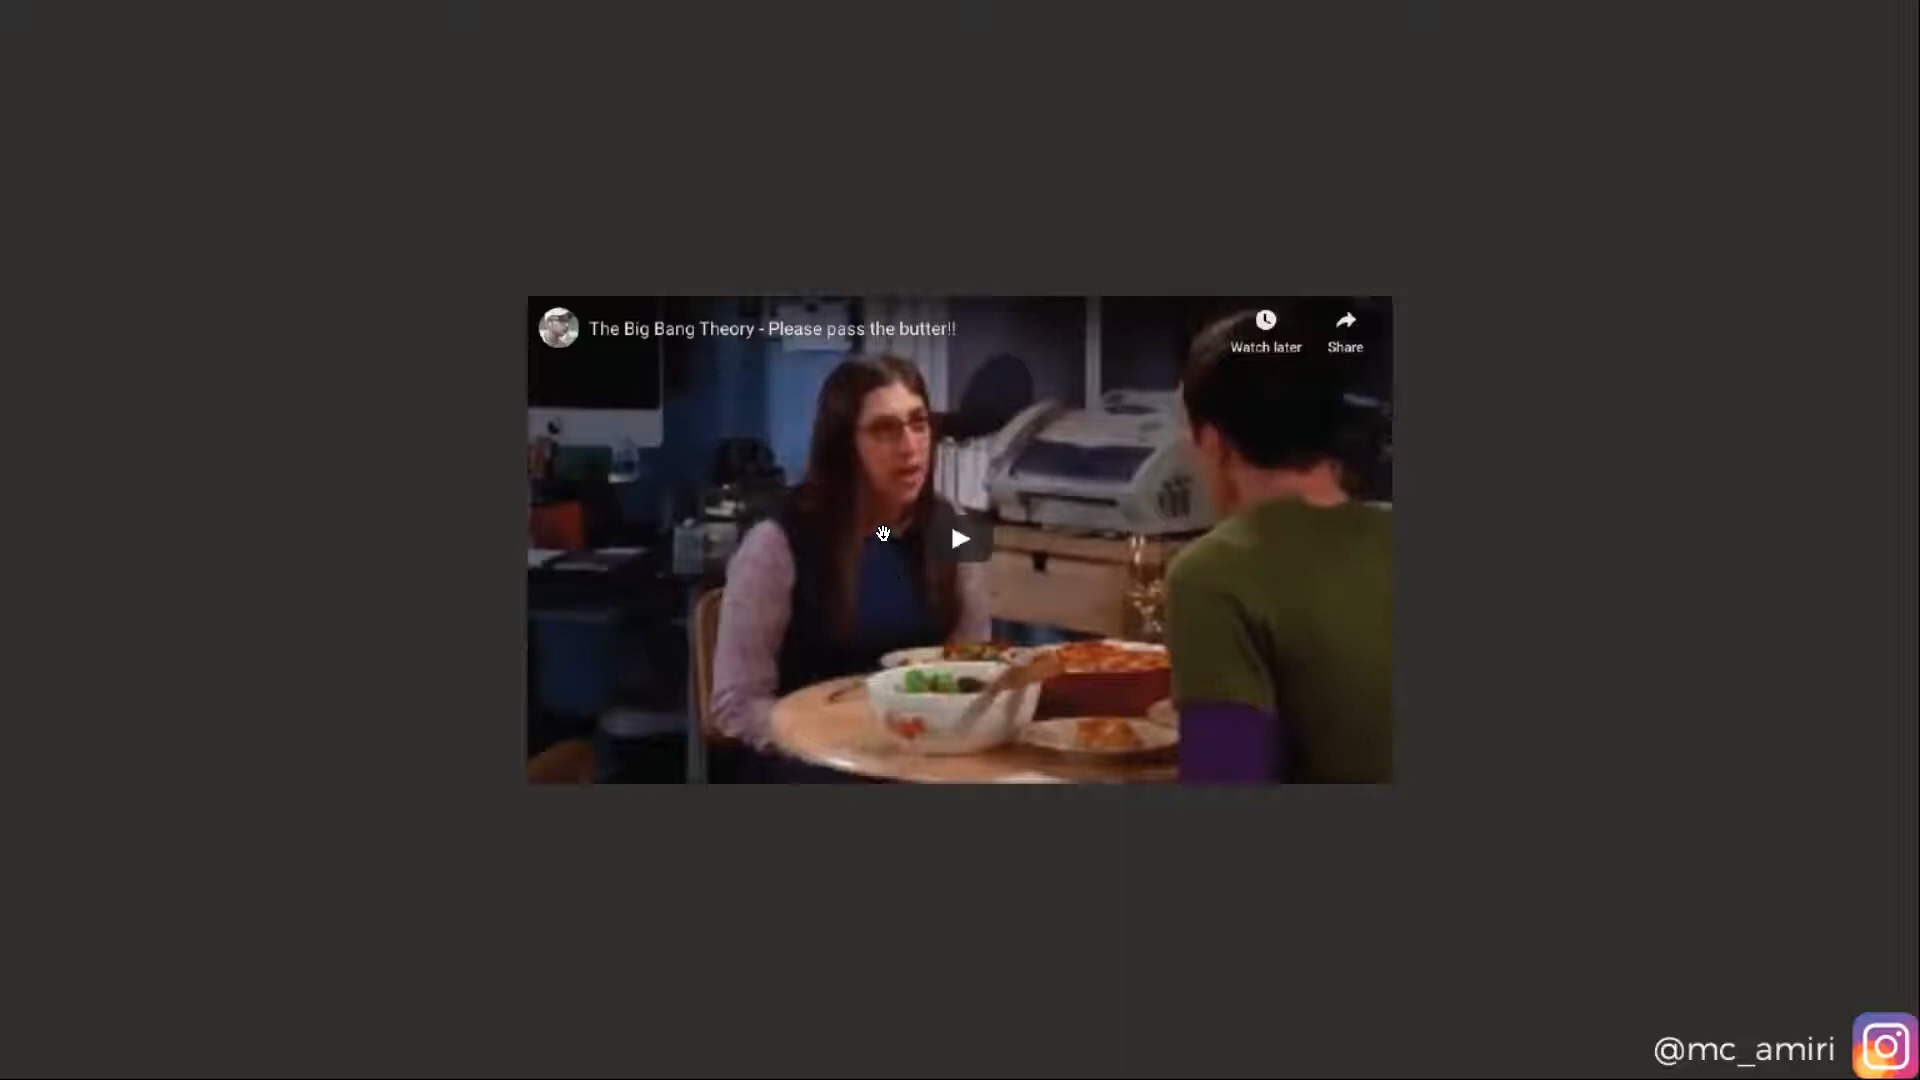 The Big Bang Theory - Please pass the butter!!
Watch later
Share
@mc_amiri